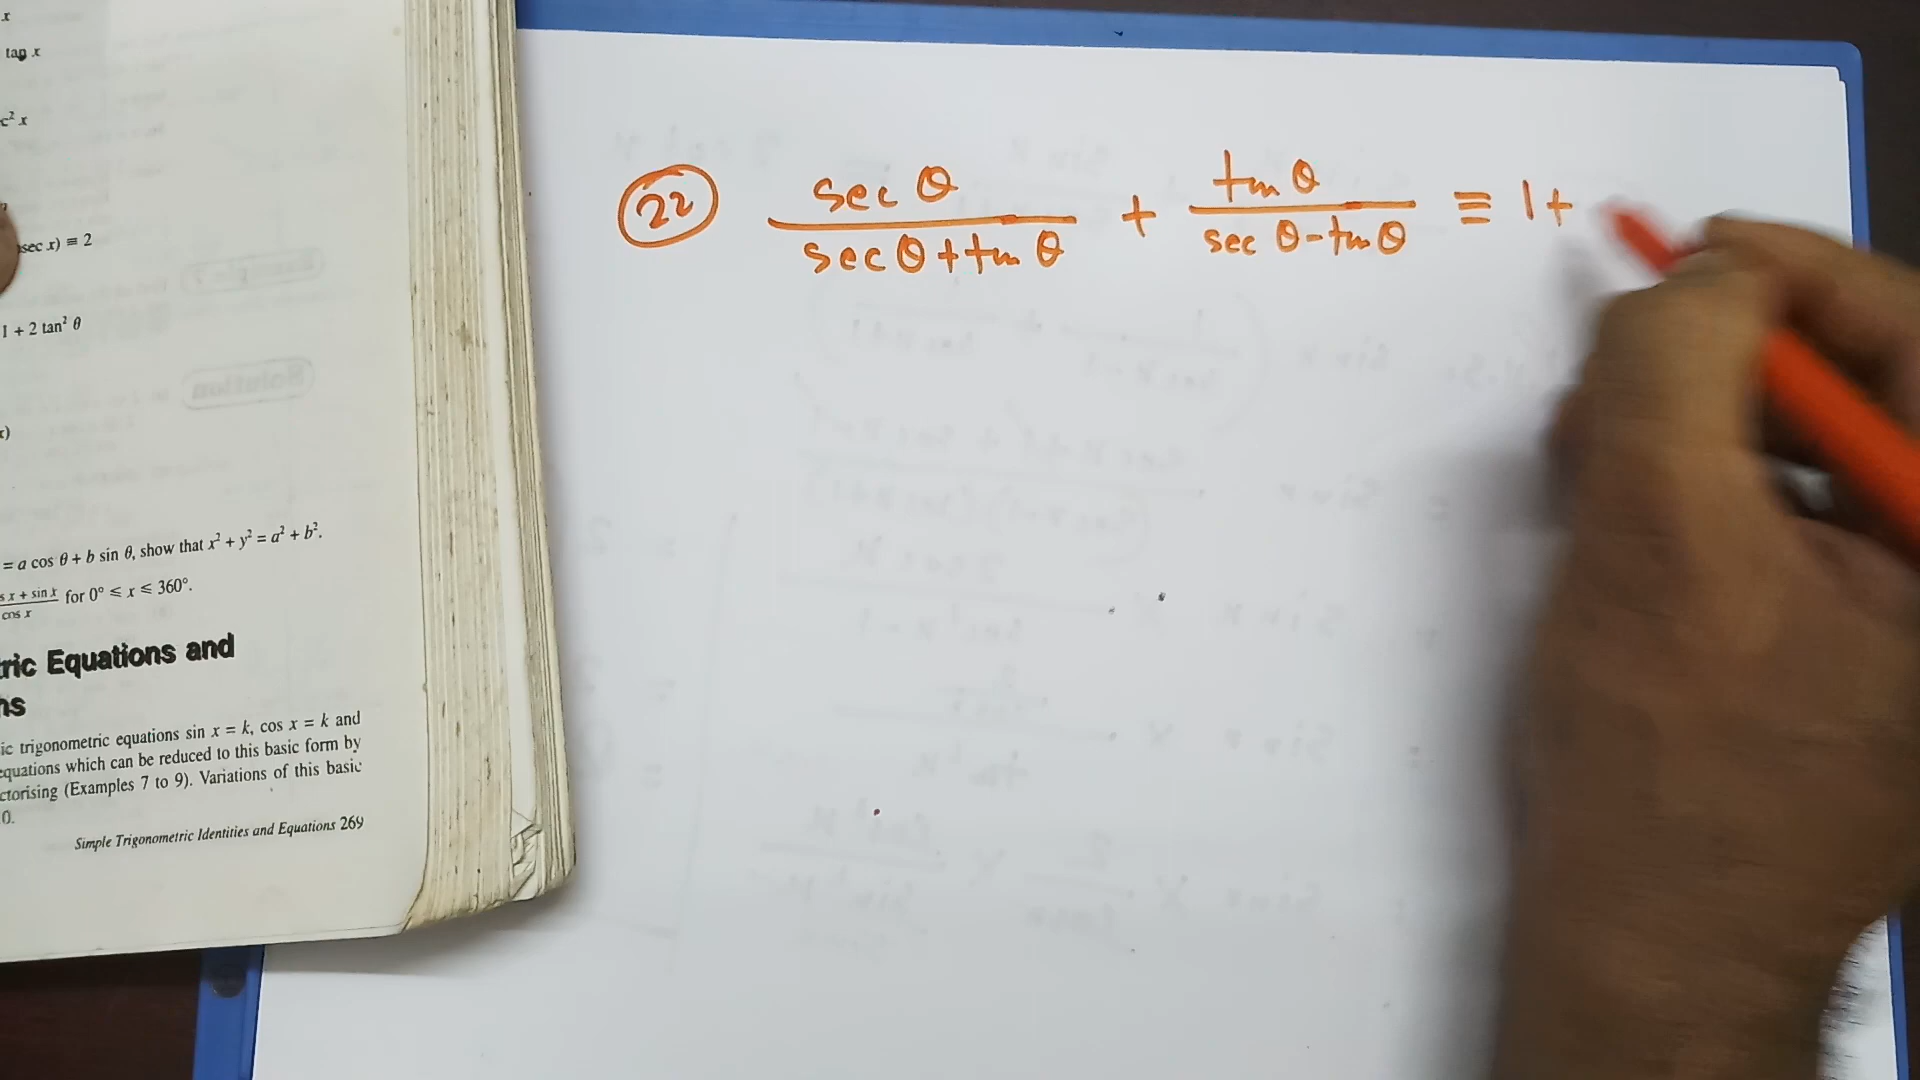 x
tan x
c² x
sec x) ≡ 2
1 + 2 tan² θ
= a cos θ + b sin θ, show that x² + y² = a² + b².
s x + sin x / cos x for 0° ≤ x ≤ 360°.
ric Equations and
ns
ic trigonometric equations sin x = k, cos x = k and
equations which can be reduced to this basic form by
ctorising (Examples 7 to 9). Variations of this basic
0.
Simple Trigonometric Identities and Equations 269
22 sec θ / sec θ + tan θ + tan θ / sec θ - tan θ ≡ 1 +